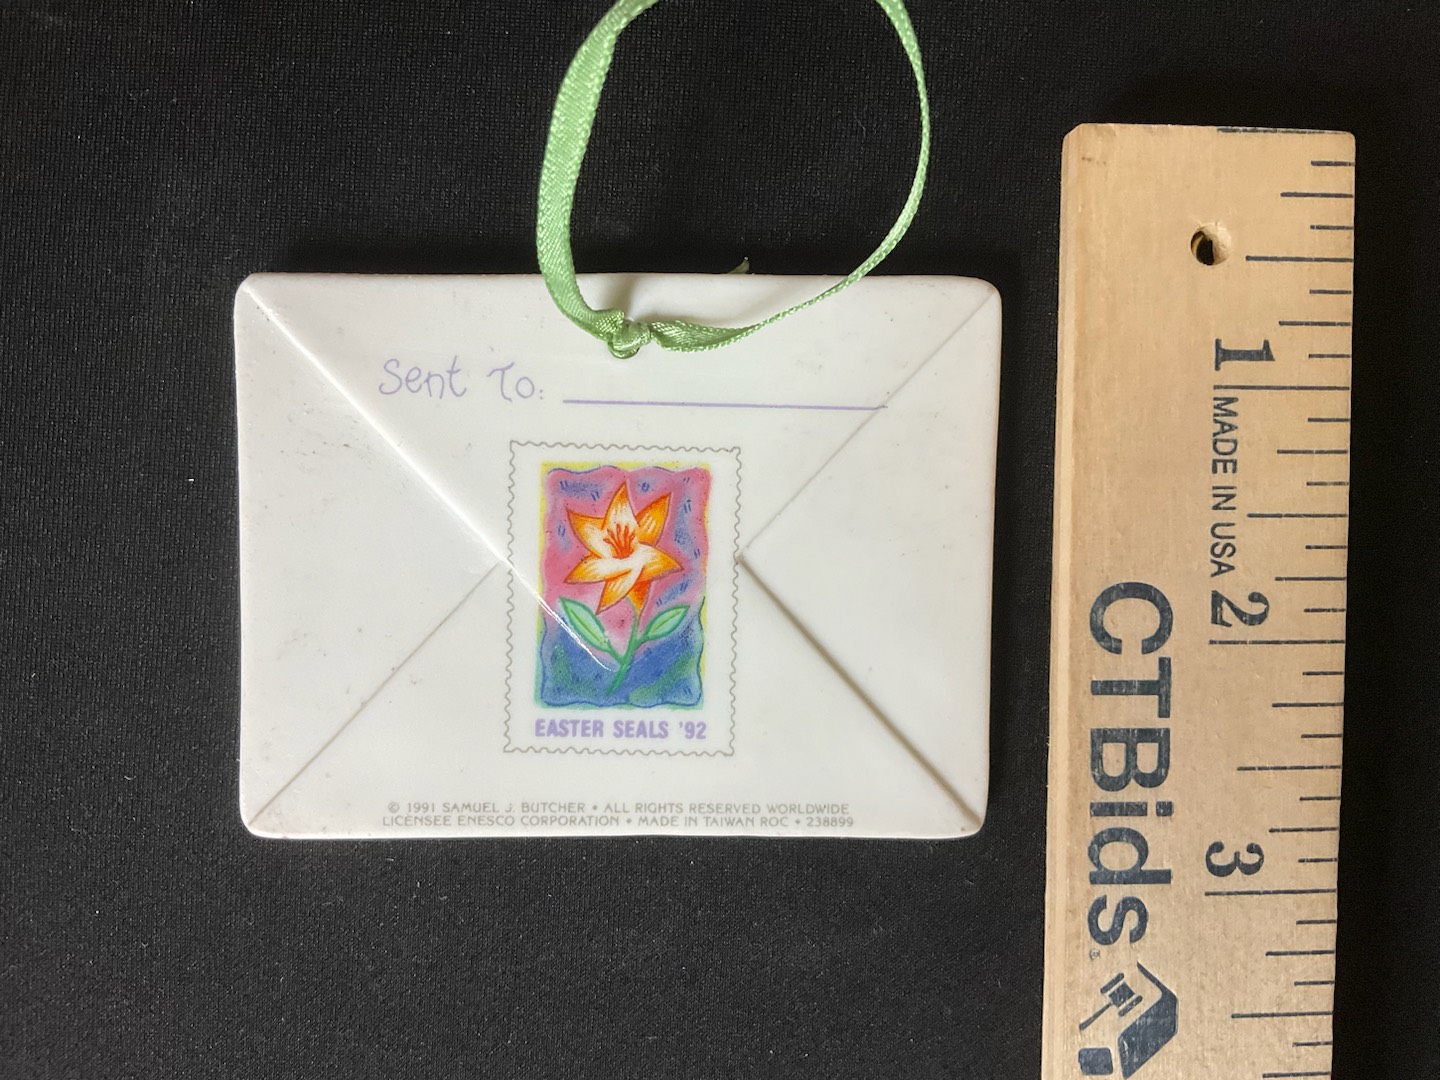 Sent To:
EASTER SEALS '92
© 1991 SAMUEL J. BUTCHER • ALL RIGHTS RESERVED WORLDWIDE
LICENSEE ENESCO CORPORATION • MADE IN TAIWAN ROC • 238899
1
MADE IN USA
2
3
CTBids